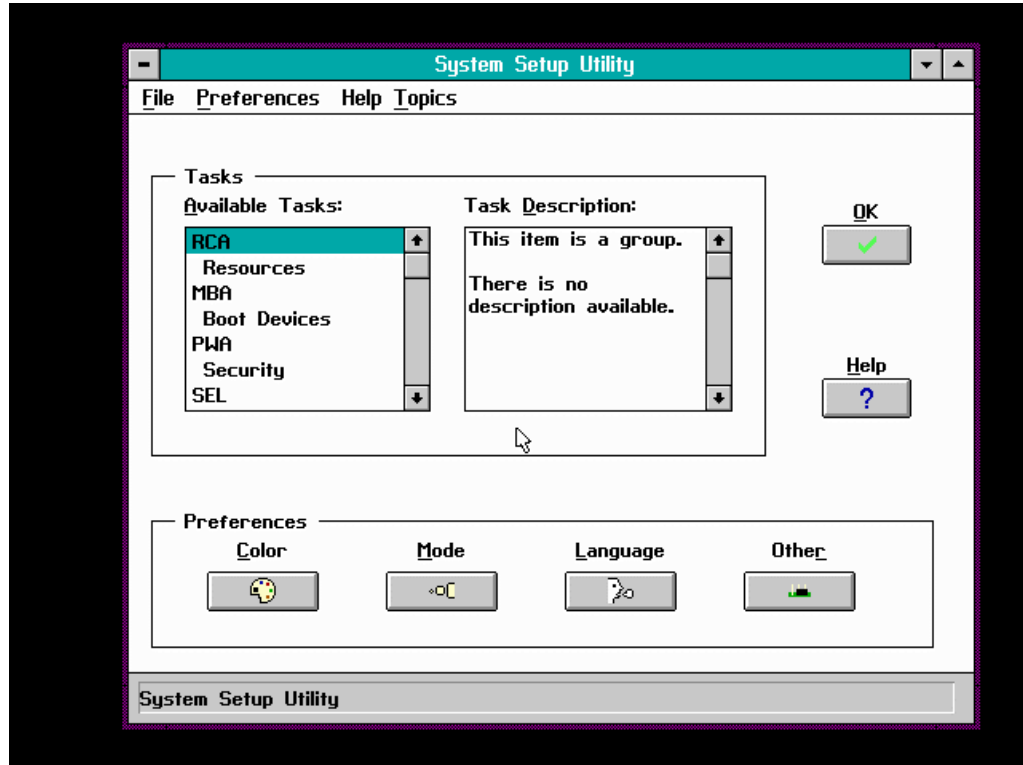 System Setup Utility
File Preferences Help Topics
Tasks
Available Tasks:
RCA
Resources
MBA
Boot Devices
PWA
Security
SEL
Task Description:
This item is a group.
There is no
description available.
OK
Help
?
Preferences
Color Mode Language Other
System Setup Utility